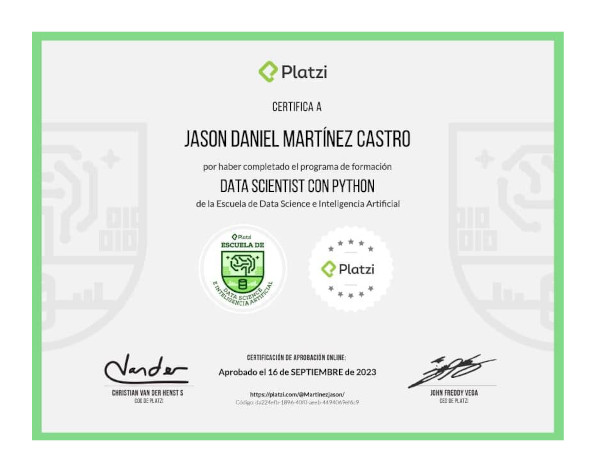 Platzi
CERTIFICA A
JASON DANIEL MARTÍNEZ CASTRO
por haber completado el programa de formación
DATA SCIENTIST CON PYTHON
de la Escuela de Data Science e Inteligencia Artificial
Platzi
ESCUELA DE
DATA SCIENCE
E INTELIGENCIA ARTIFICIAL
Platzi
CERTIFICACIÓN DE APROBACIÓN ONLINE:
Aprobado el 16 de SEPTIEMBRE de 2023
CHRISTIAN VAN DER HENST S
COO DE PLATZI
https://platzi.com/@Martinezjason/
Código:
JOHN FREDDY VEGA
CEO DE PLATZI